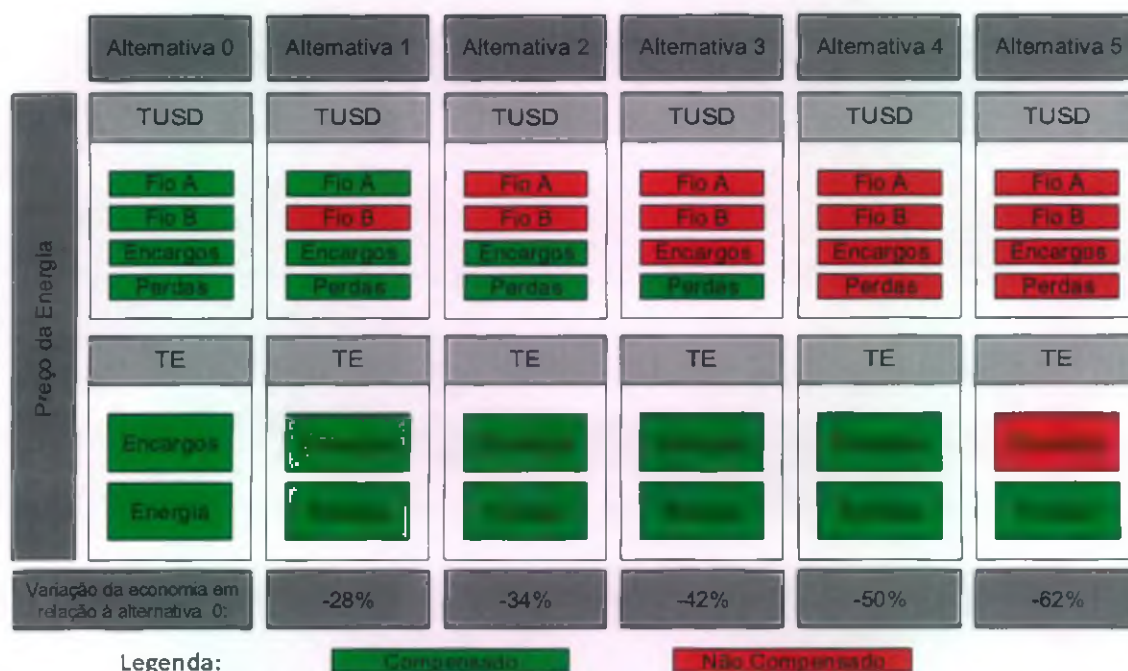 Alternativa 0
Alternativa 1
Alternativa 2
Alternativa 3
Alternativa 4
Alternativa 5
Preço da Energia
TUSD
TUSD
TUSD
TUSD
TUSD
TUSD
Fio A
Fio A
Fio A
Fio A
Fio A
Fio A
Fio B
Fio B
Fio B
Fio B
Fio B
Fio B
Encargos
Encargos
Encargos
Encargos
Encargos
Encargos
Perdas
Perdas
Perdas
Perdas
Perdas
Perdas
TE
TE
TE
TE
TE
TE
Encargos
Energia
Variação da economia em
relação à alternativa 0:
-28%
-34%
-42%
-50%
-62%
Legenda:
Compensado
Não Compensado